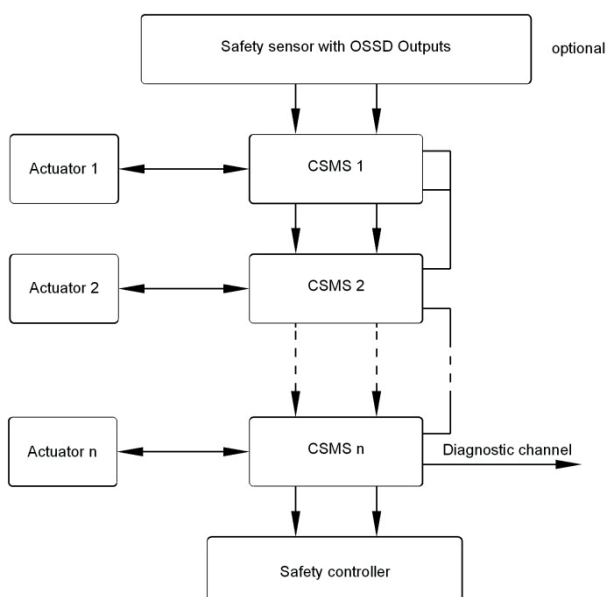 Safety sensor with OSSD Outputs
optional
Actuator 1
CSMS 1
Actuator 2
CSMS 2
Actuator n
CSMS n
Diagnostic channel
Safety controller